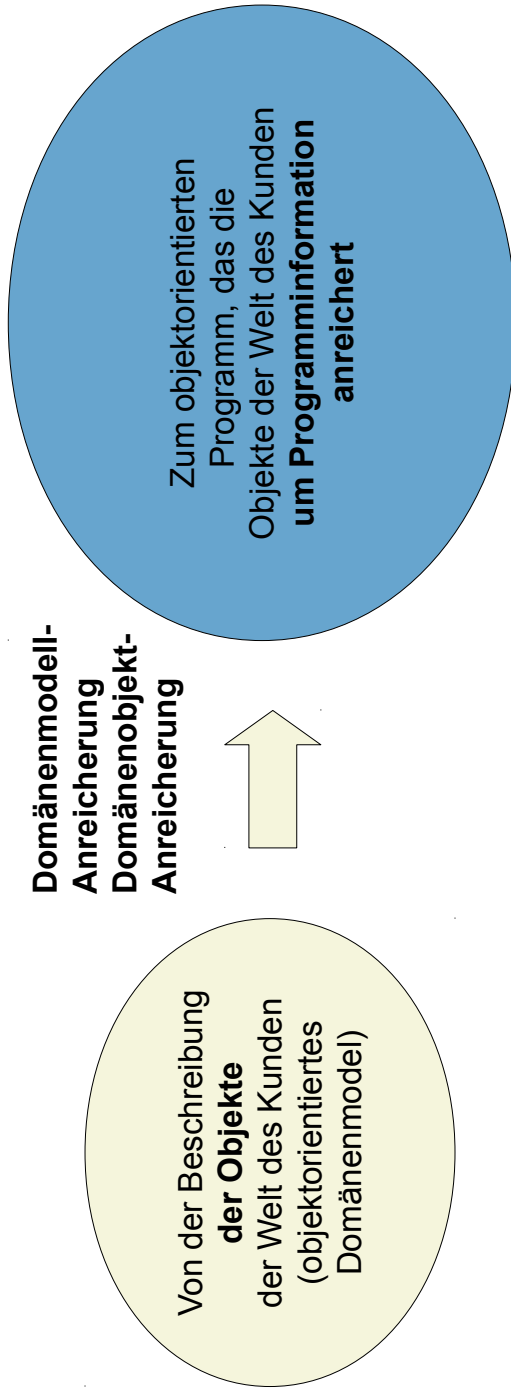 Von der Beschreibung
der Objekte
der Welt des Kunden
(objektorientiertes
Domänenmodel)
Domänenmodell-
Anreicherung
Domänenobjekt-
Anreicherung
Zum objektorientierten
Programm, das die
Objekte der Welt des Kunden
um Programminformation
anreichert